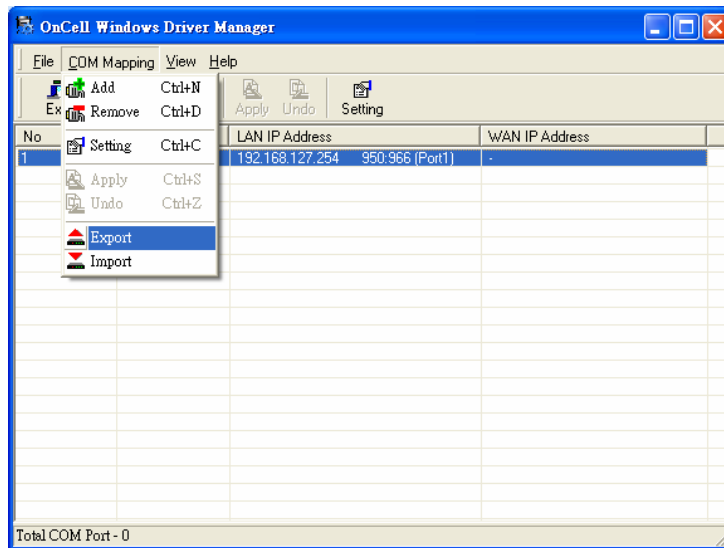 OnCell Windows Driver Manager
File COM Mapping View Help
Ex Apply Undo Setting
Add Ctrl+N
Remove Ctrl+D
Setting Ctrl+C
Apply Ctrl+S
Undo Ctrl+Z
Export
Import
No LAN IP Address WAN IP Address
1 192.168.127.254 950:966 (Port1) -
Total COM Port - 0